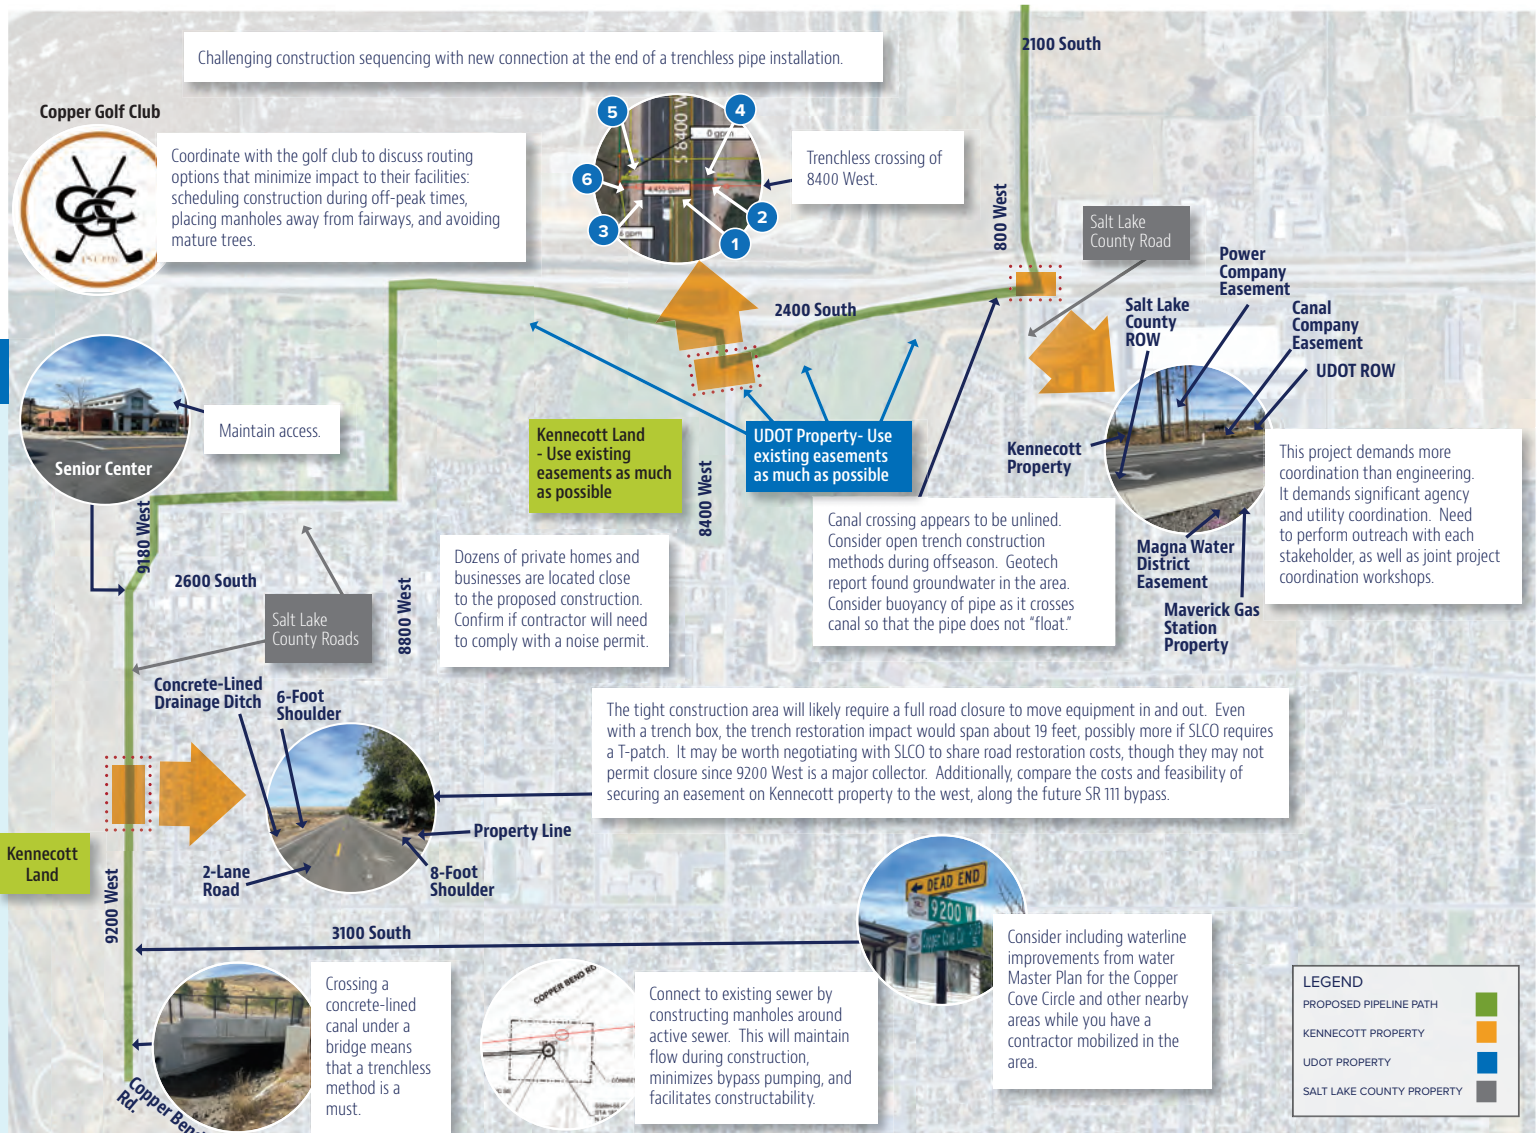 2100 South
Challenging construction sequencing with new connection at the end of a trenchless pipe installation.
Copper Golf Club
CGC
Coordinate with the golf club to discuss routing
options that minimize impact to their facilities:
scheduling construction during off-peak times,
placing manholes away from fairways, and avoiding
mature trees.
5
4
6
3
2
1
S 8400 W
0 gpm
Trenchless crossing of
8400 West.
800 West
Salt Lake
County Road
Power
Company
Easement
Salt Lake
County
ROW
Canal
Company
Easement
UDOT ROW
2400 South
Maintain access.
Senior Center
Kennecott Land
- Use existing
easements as much
as possible
UDOT Property- Use
existing easements
as much as possible
8400 West
Kennecott
Property
This project demands more
coordination than engineering.
It demands significant agency
and utility coordination. Need
to perform outreach with each
stakeholder, as well as joint project
coordination workshops.
Magna Water
District
Easement
Maverick Gas
Station
Property
Canal crossing appears to be unlined.
Consider open trench construction
methods during offseason. Geotech
report found groundwater in the area.
Consider buoyancy of pipe as it crosses
canal so that the pipe does not "float."
9180 West
2600 South
Salt Lake
County Roads
8800 West
Dozens of private homes and
businesses are located close
to the proposed construction.
Confirm if contractor will need
to comply with a noise permit.
Concrete-Lined
Drainage Ditch
6-Foot
Shoulder
The tight construction area will likely require a full road closure to move equipment in and out. Even
with a trench box, the trench restoration impact would span about 19 feet, possibly more if SLCO requires
a T-patch. It may be worth negotiating with SLCO to share road restoration costs, though they may not
permit closure since 9200 West is a major collector. Additionally, compare the costs and feasibility of
securing an easement on Kennecott property to the west, along the future SR 111 bypass.
Property Line
2-Lane
Road
8-Foot
Shoulder
Kennecott
Land
9200 West
3100 South
DEAD END
9200 W
Copper Cove Cir
Consider including waterline
improvements from water
Master Plan for the Copper
Cove Circle and other nearby
areas while you have a
contractor mobilized in the
area.
Crossing a
concrete-lined
canal under a
bridge means
that a trenchless
method is a
must.
COPPER BEND RD
Connect to existing sewer by
constructing manholes around
active sewer. This will maintain
flow during construction,
minimizes bypass pumping, and
facilitates constructability.
Copper Bend
Rd.
LEGEND
PROPOSED PIPELINE PATH
KENNECOTT PROPERTY
UDOT PROPERTY
SALT LAKE COUNTY PROPERTY